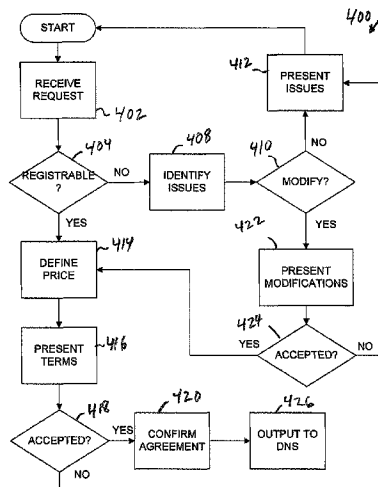 400
START
412
PRESENT
ISSUES
RECEIVE
REQUEST
402
404
REGISTRABLE
?
NO
408
IDENTIFY
ISSUES
410
NO
MODIFY?
YES
YES
414
DEFINE
PRICE
422
PRESENT
MODIFICATIONS
416
PRESENT
TERMS
424
YES
ACCEPTED?
NO
418
ACCEPTED?
YES
420
CONFIRM
AGREEMENT
426
OUTPUT TO
DNS
NO